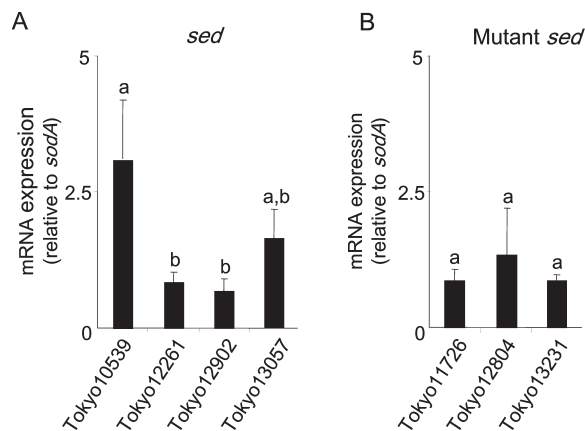 A
sed
5
2.5
0
mRNA expression
(relative to sodA)
a
b
b
a,b
Tokyo10539
Tokyo12261
Tokyo12902
Tokyo13057
B
Mutant sed
5
2.5
0
mRNA expression
(relative to sodA)
a
a
a
Tokyo11726
Tokyo12804
Tokyo13231